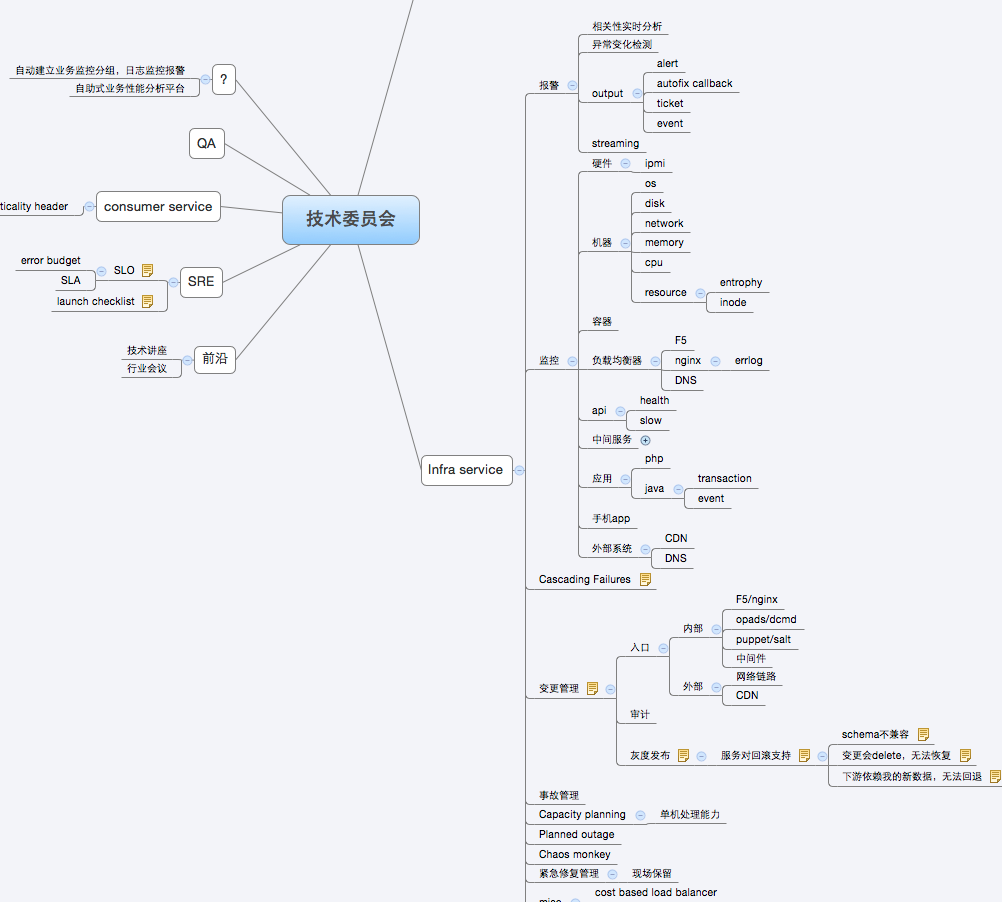 技术委员会
?
自动建立业务监控分组，日志监控报警
自助式业务性能分析平台
QA
consumer service
ticality header
SRE
SLO
error budget
SLA
launch checklist
前沿
技术讲座
行业会议
Infra service
报警
相关性实时分析
异常变化检测
output
alert
autofix callback
ticket
event
streaming
监控
硬件
ipmi
机器
os
disk
network
memory
cpu
resource
entrophy
inode
容器
负载均衡器
F5
nginx
errlog
DNS
api
health
slow
中间服务
应用
php
java
transaction
event
手机app
外部系统
CDN
DNS
Cascading Failures
变更管理
入口
内部
F5/nginx
opads/dcmd
puppet/salt
中间件
外部
网络链路
CDN
审计
灰度发布
服务对回滚支持
schema不兼容
变更会delete，无法恢复
下游依赖我的新数据，无法回退
事故管理
Capacity planning
单机处理能力
Planned outage
Chaos monkey
紧急修复管理
现场保留
cost based load balancer